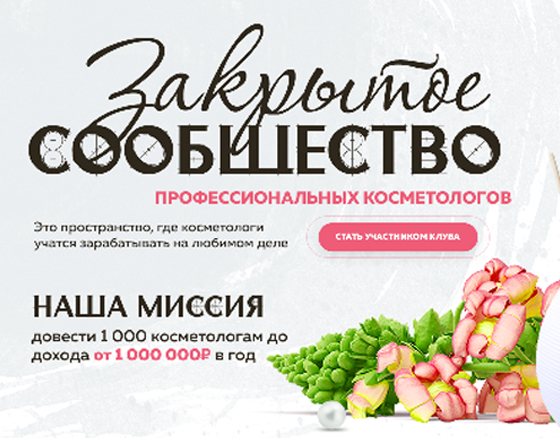 Закрытое
СООБЩЕСТВО
ПРОФЕССИОНАЛЬНЫХ КОСМЕТОЛОГОВ
Это пространство, где косметологи
учатся зарабатывать на любимом деле
СТАТЬ УЧАСТНИКОМ КЛУБА
НАША МИССИЯ
довести 1 000 косметологам до
дохода от 1 000 000₽ в год